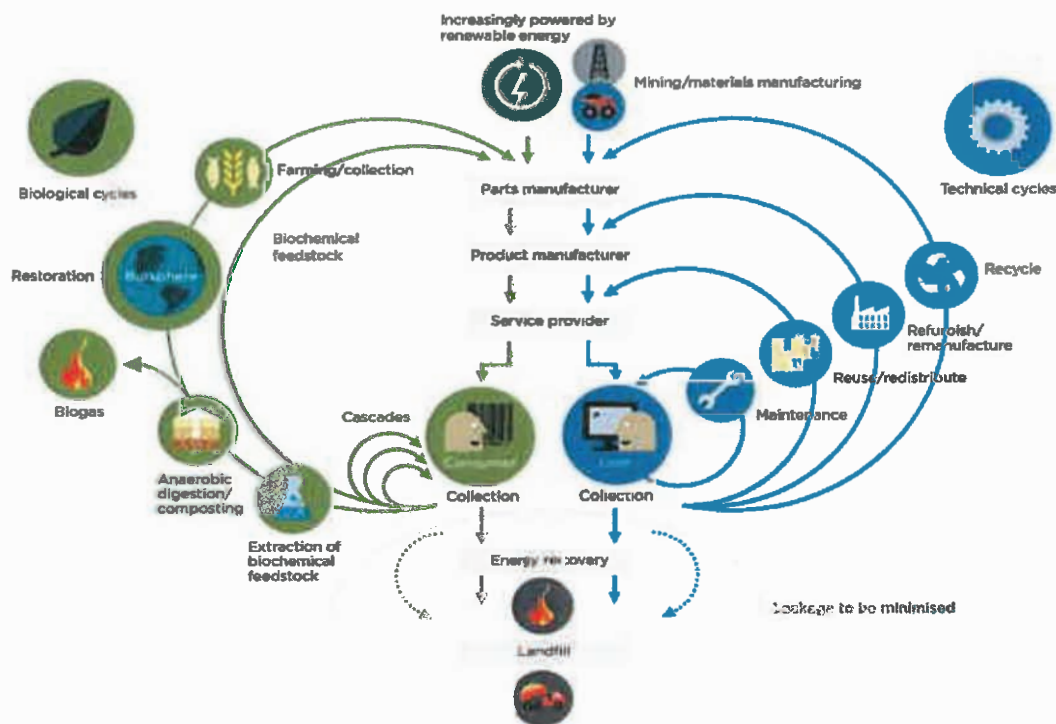 Increasingly powered by
renewable energy
Mining/materials manufacturing
Biological cycles
Farming/collection
Parts manufacturer
Technical cycles
Biochemical
feedstock
Product manufacturer
Restoration
Biosphere
Recycle
Service provider
Refurbish/
remanufacture
Reuse/redistribute
Biogas
Cascades
Maintenance
Consumer
User
Anaerobic
digestion/
composting
Collection
Collection
Extraction of
biochemical
feedstock
Energy recovery
Leakage to be minimised
Landfill